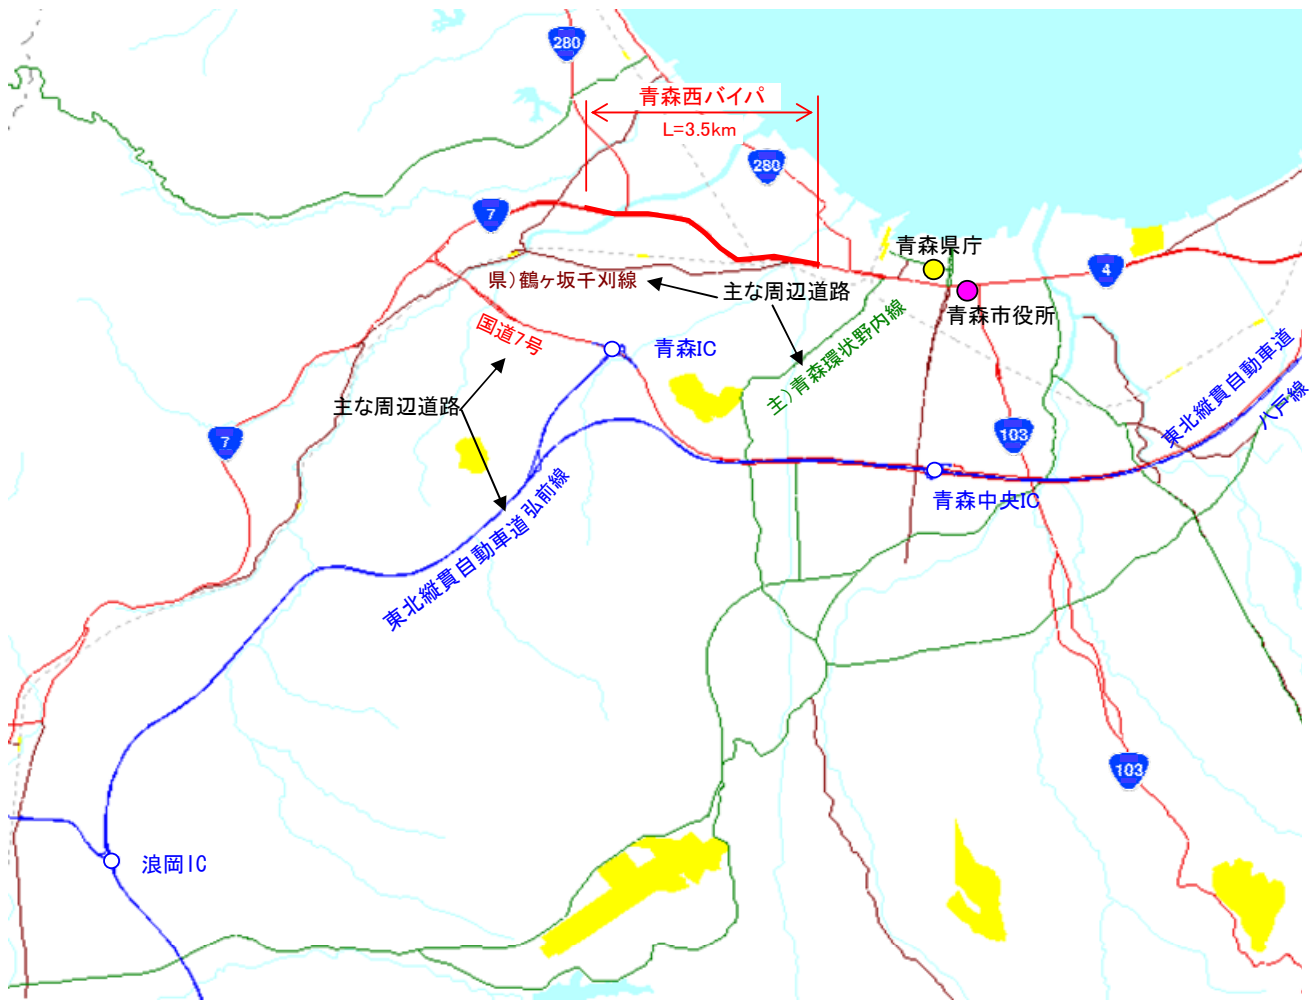 280
青森西バイパ
L=3.5km
280
7
青森県庁
4
県）鶴ヶ坂千刈線
主な周辺道路
青森市役所
国道7号
青森IC
主）青森環状野内線
主な周辺道路
7
103
東北縦貫自動車道
八戸線
青森中央IC
東北縦貫自動車道 弘前線
103
浪岡IC